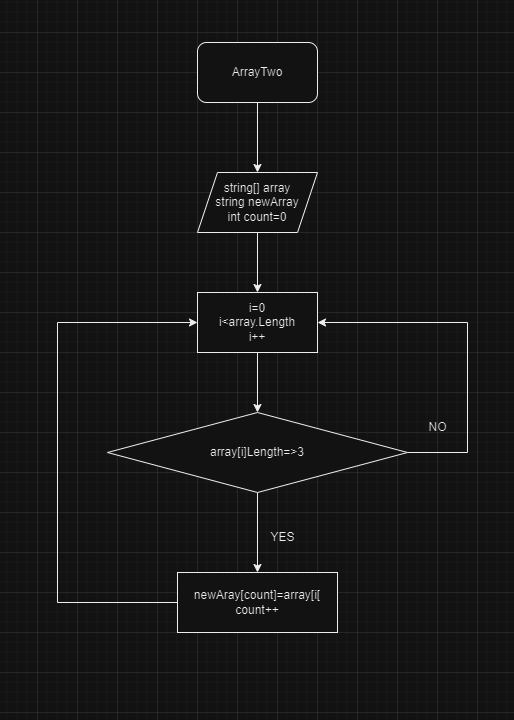 ArrayTwo
string[] array
string newArray
int count=0
i=0
i<array.Length
i++
array[i]Length=>3
NO
YES
newAray[count]=array[i[
count++